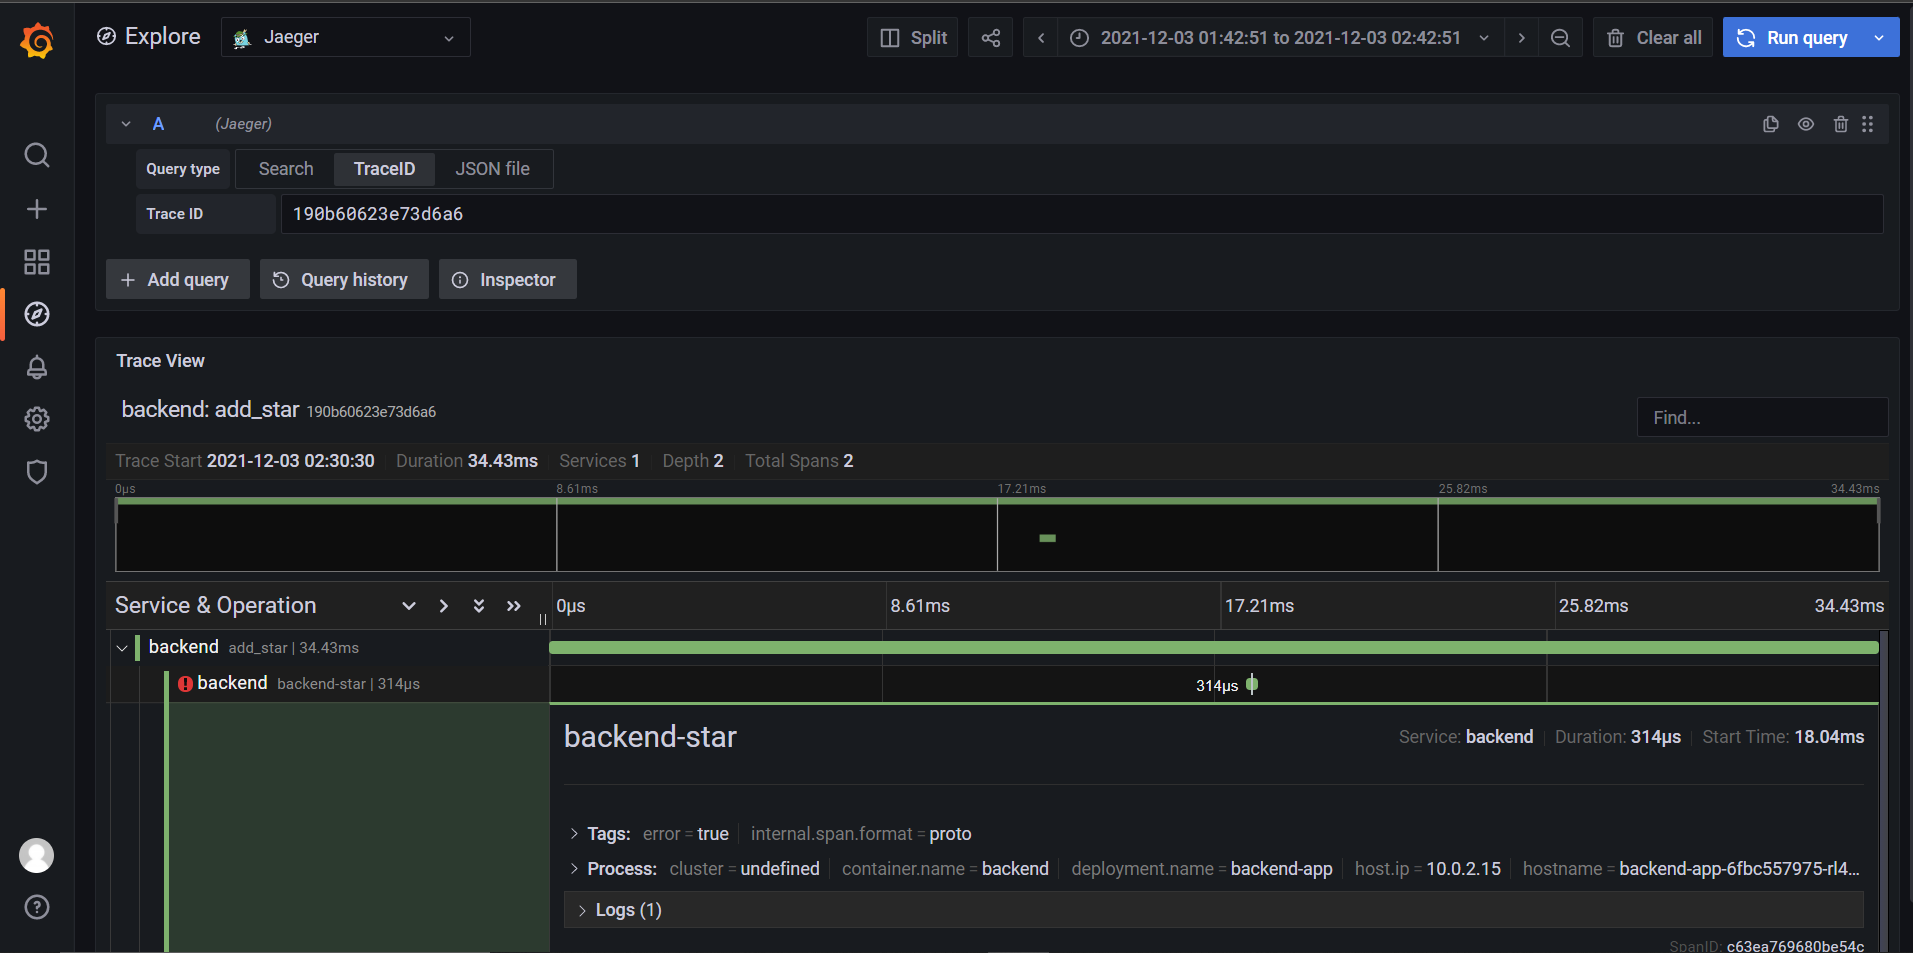 Explore Jaeger Split 2021-12-03 01:42:51 to 2021-12-03 02:42:51 Clear all Run query
A (Jaeger)
Query type Search TraceID JSON file
Trace ID 190b60623e73d6a6
Add query Query history Inspector
Trace View
backend: add_star 190b60623e73d6a6 Find...
Trace Start 2021-12-03 02:30:30 Duration 34.43ms Services 1 Depth 2 Total Spans 2
0μs 8.61ms 17.21ms 25.82ms 34.43ms
Service & Operation 0μs 8.61ms 17.21ms 25.82ms 34.43ms
backend add_star | 34.43ms
backend backend-star | 314μs 314μs
backend-star Service: backend Duration: 314μs Start Time: 18.04ms
Tags: error = true internal.span.format = proto
Process: cluster = undefined container.name = backend deployment.name = backend-app host.ip = 10.0.2.15 hostname = backend-app-6fbc557975-rl4...
Logs (1)
SpanID: c63ea769680be54c